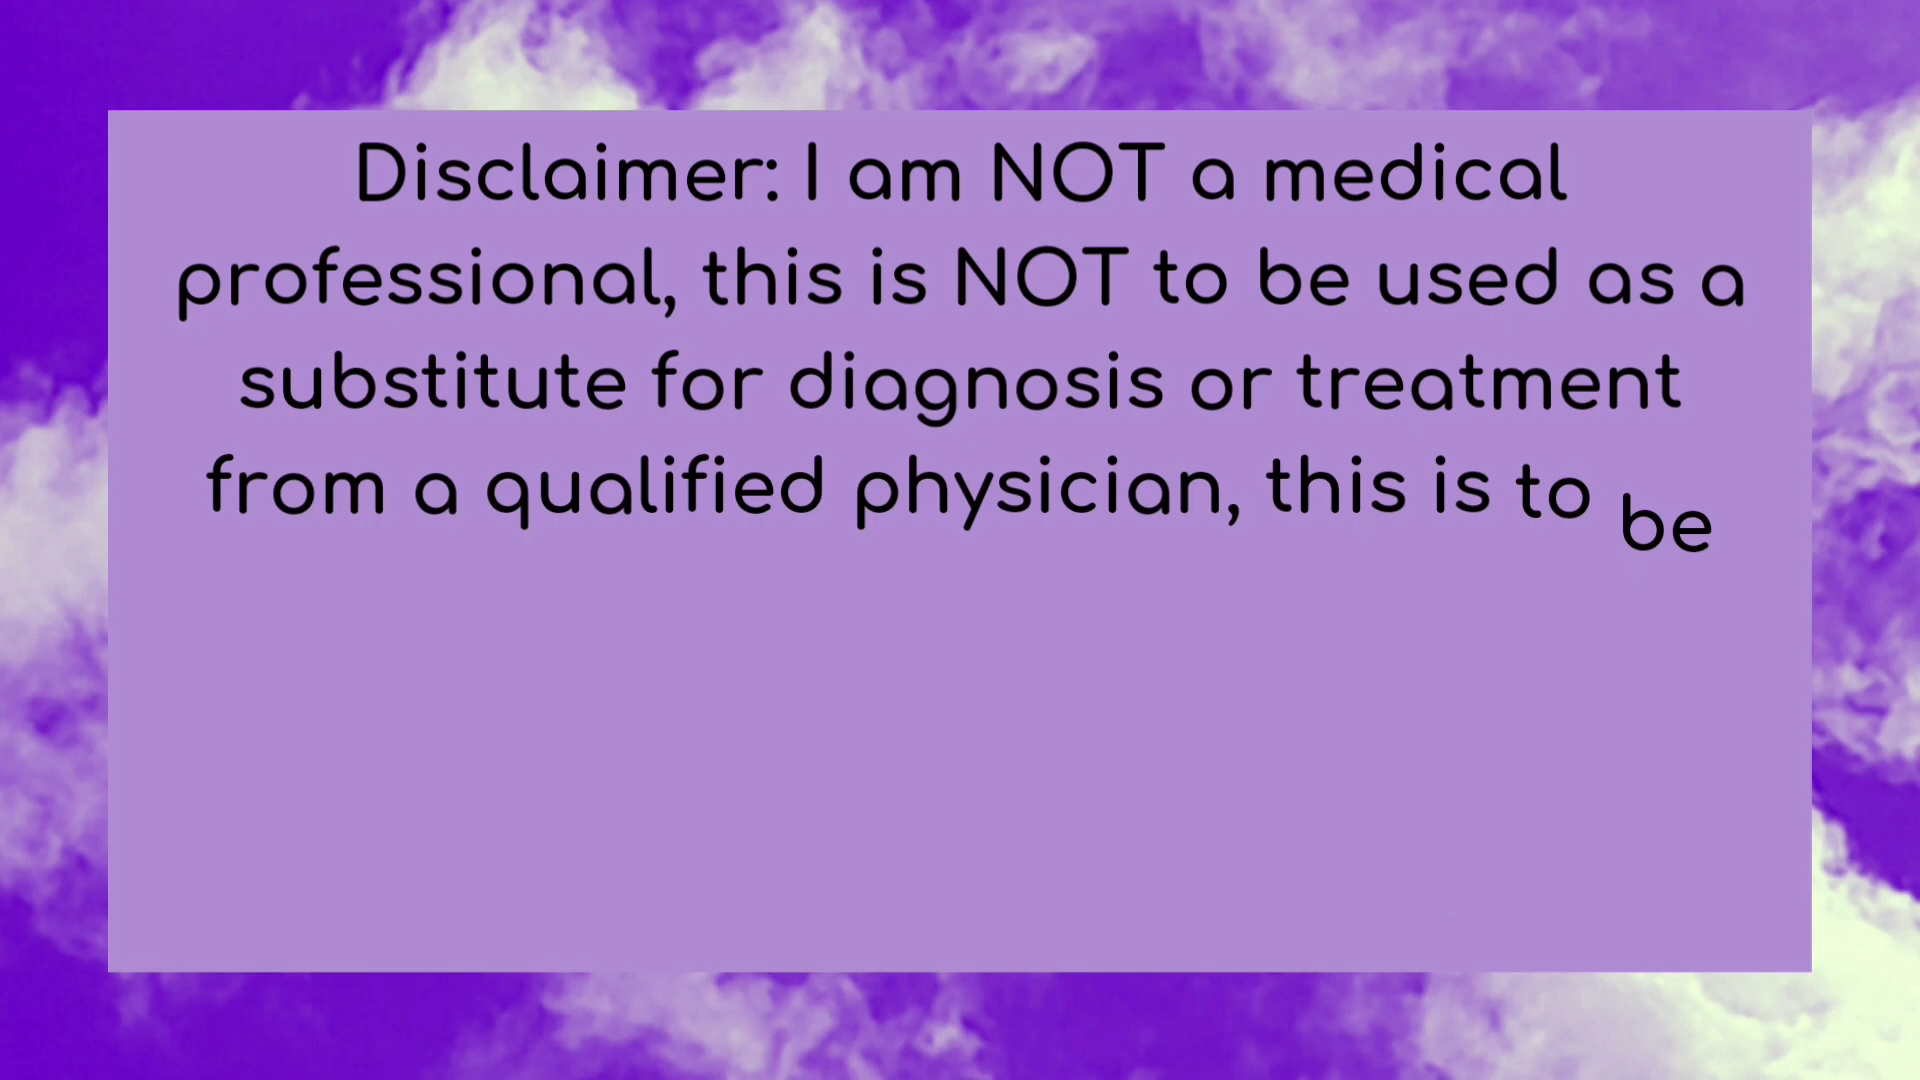 Disclaimer: I am NOT a medical
professional, this is NOT to be used as a
substitute for diagnosis or treatment
from a qualified physician, this is to be